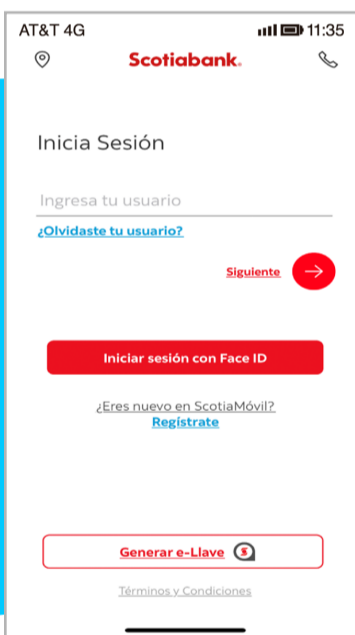 AT&T 4G 11:35
Scotiabank.
Inicia Sesión
Ingresa tu usuario
¿Olvidaste tu usuario?
Siguiente
Iniciar sesión con Face ID
¿Eres nuevo en ScotiaMóvil?
Regístrate
Generar e-Llave
Términos y Condiciones